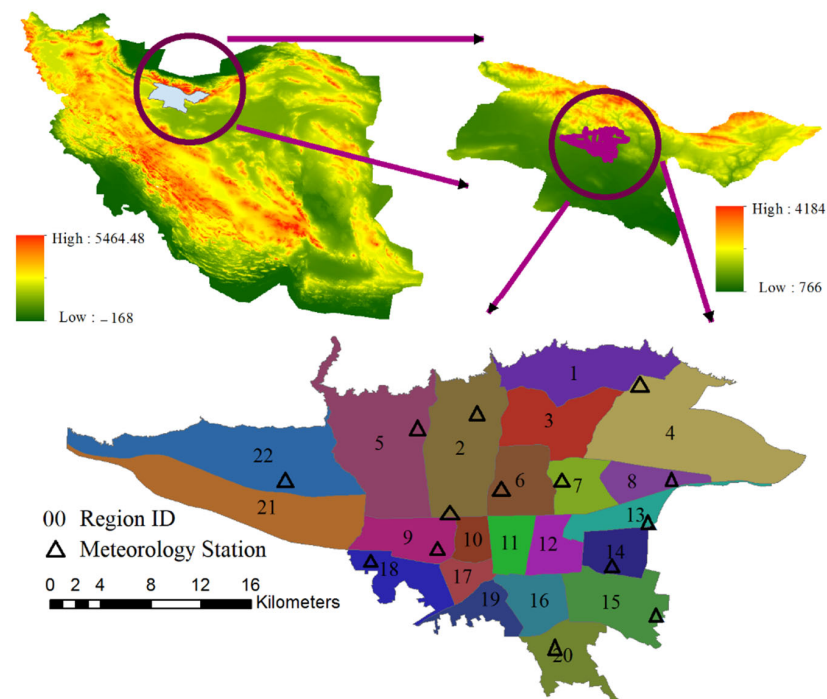 High : 5464.48
Low : –168
High : 4184
Low : 766
1
2
3
4
5
6
7
8
22
21
13
9
10
11
12
14
18
17
19
16
15
20
00 Region ID
Meteorology Station
0 2 4 8 12 16
Kilometers